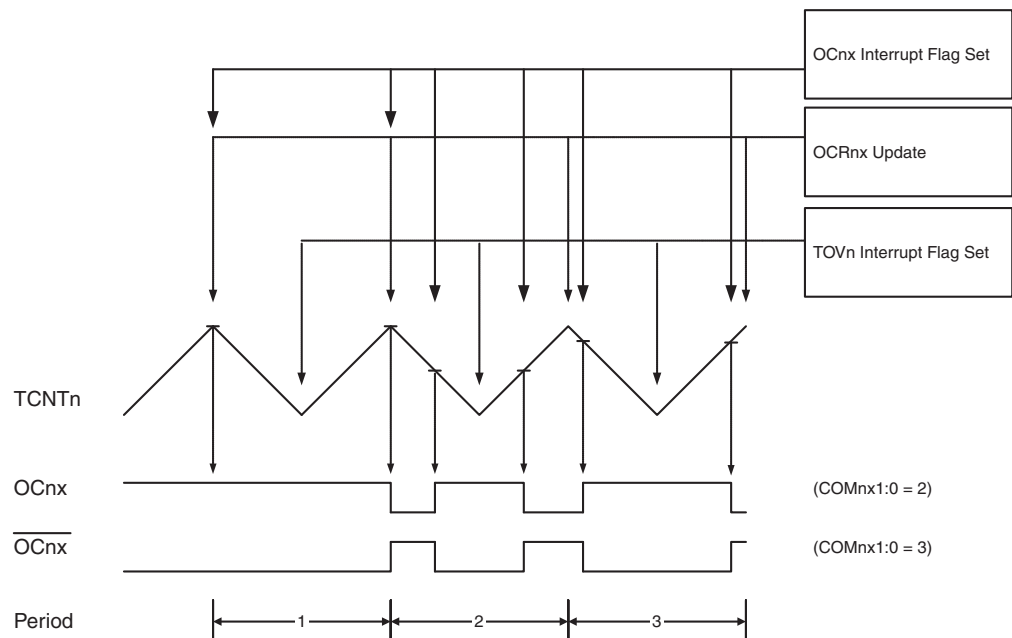 OCnx Interrupt Flag Set
OCRnx Update
TOVn Interrupt Flag Set
TCNTn
OCnx (COMnx1:0 = 2)
OCnx (COMnx1:0 = 3)
Period 1 2 3